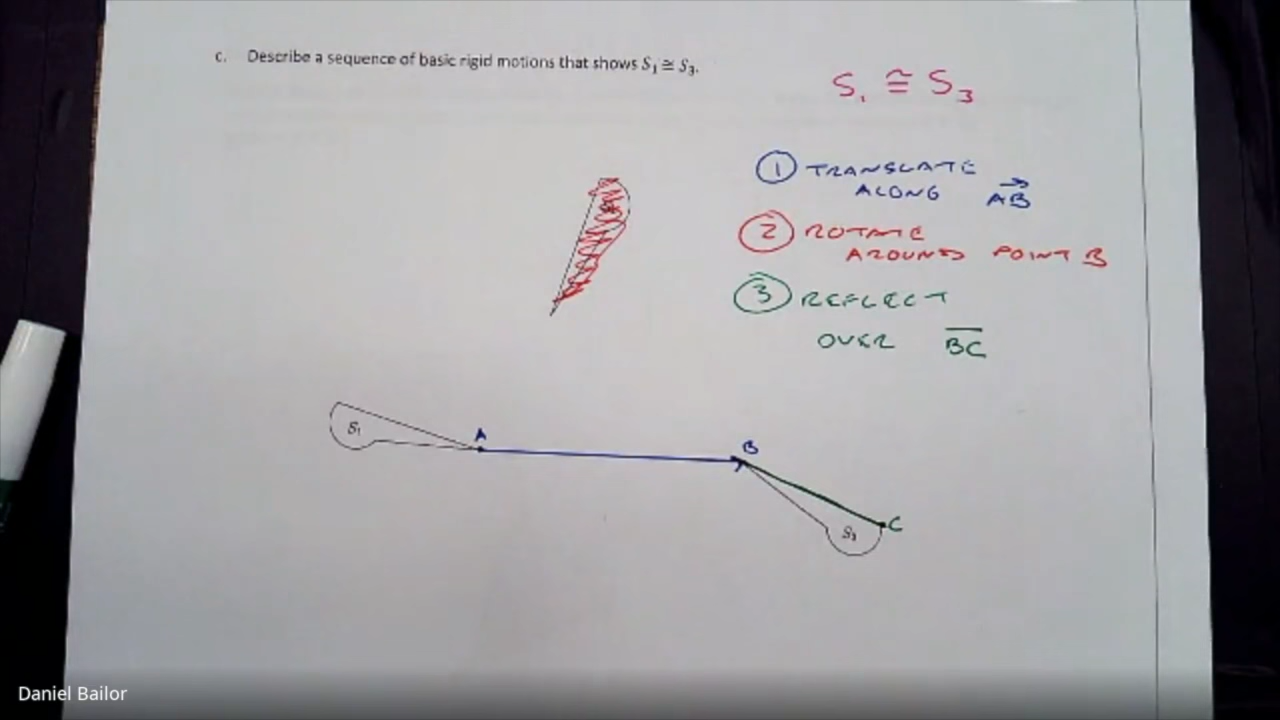 c. Describe a sequence of basic rigid motions that shows S₁ ≅ S₃.
S₁ ≅ S₃
① TRANSLATE
ALONG AB
② ROTATE
AROUND POINT B
③ REFLECT
OVER BC
S₁
A
B
C
S₃
Daniel Bailor